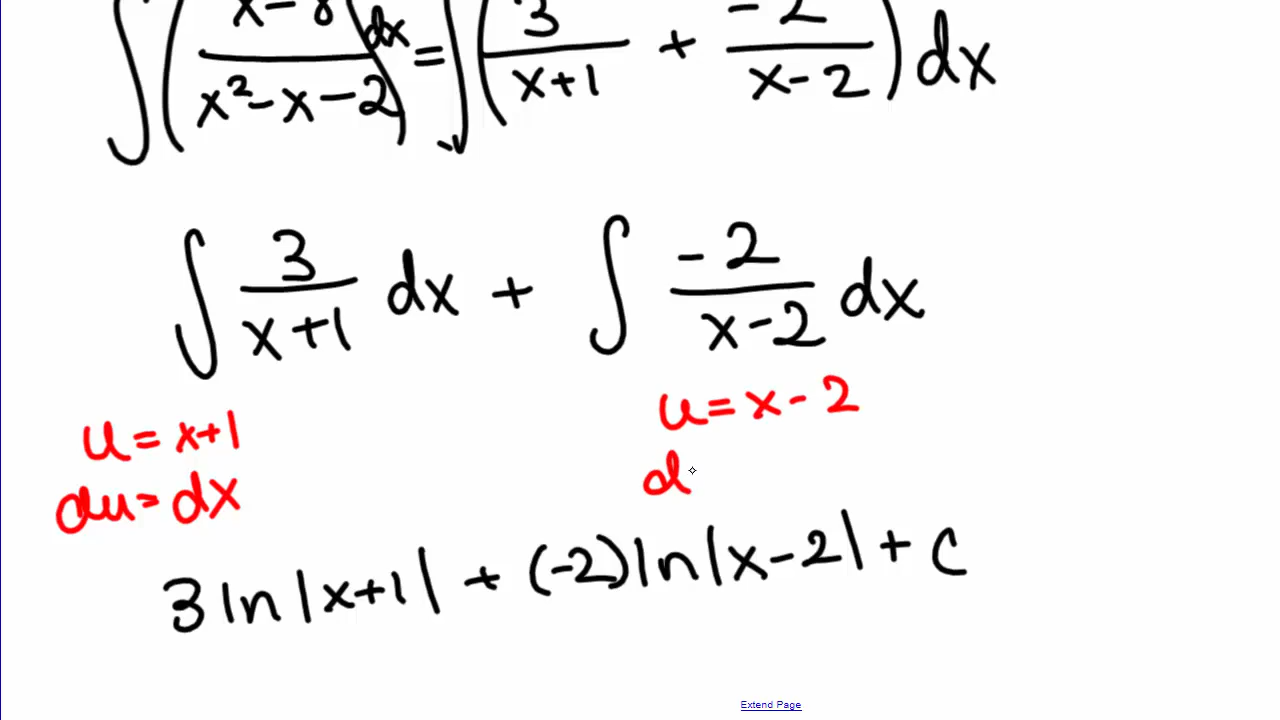 ∫(x-8/x²-x-2)dx = ∫(3/x+1 + -2/x-2)dx
∫ 3/x+1 dx + ∫ -2/x-2 dx
u = x+1
du = dx
u = x-2
d
3 ln|x+1| + (-2)ln|x-2| + C
Extend Page